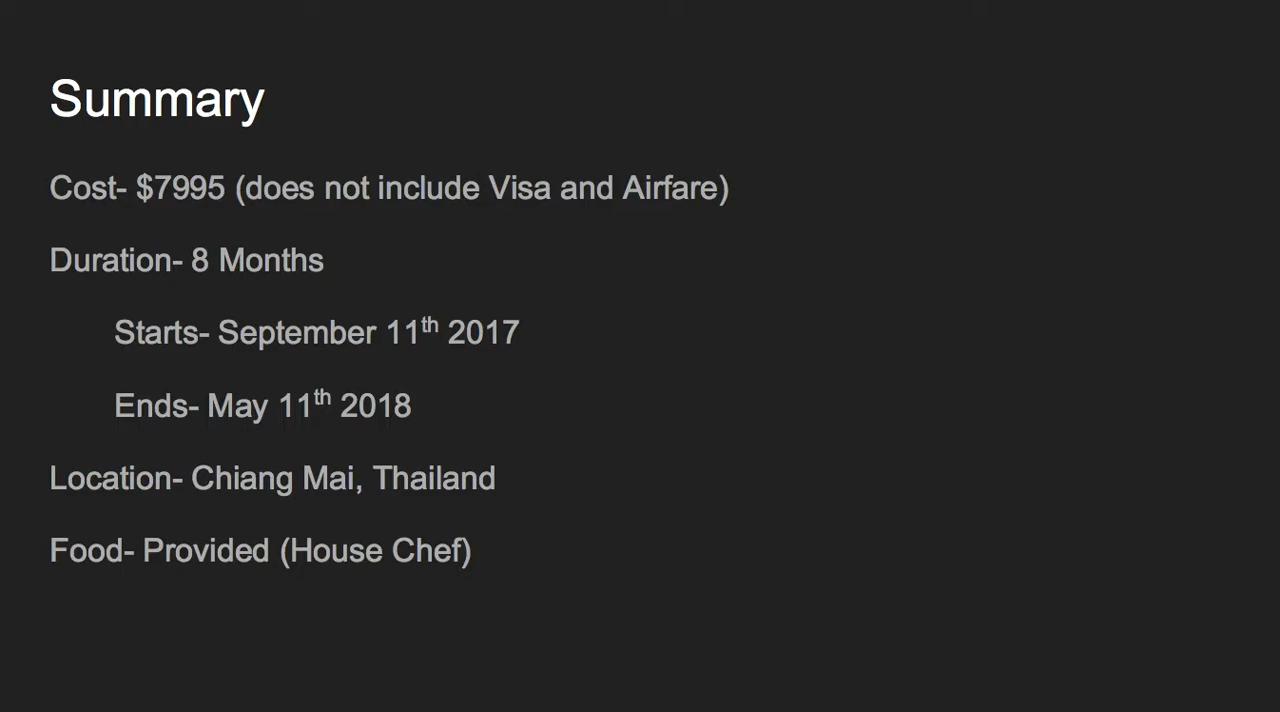 Summary
Cost- $7995 (does not include Visa and Airfare)
Duration- 8 Months
Starts- September 11th 2017
Ends- May 11th 2018
Location- Chiang Mai, Thailand
Food- Provided (House Chef)